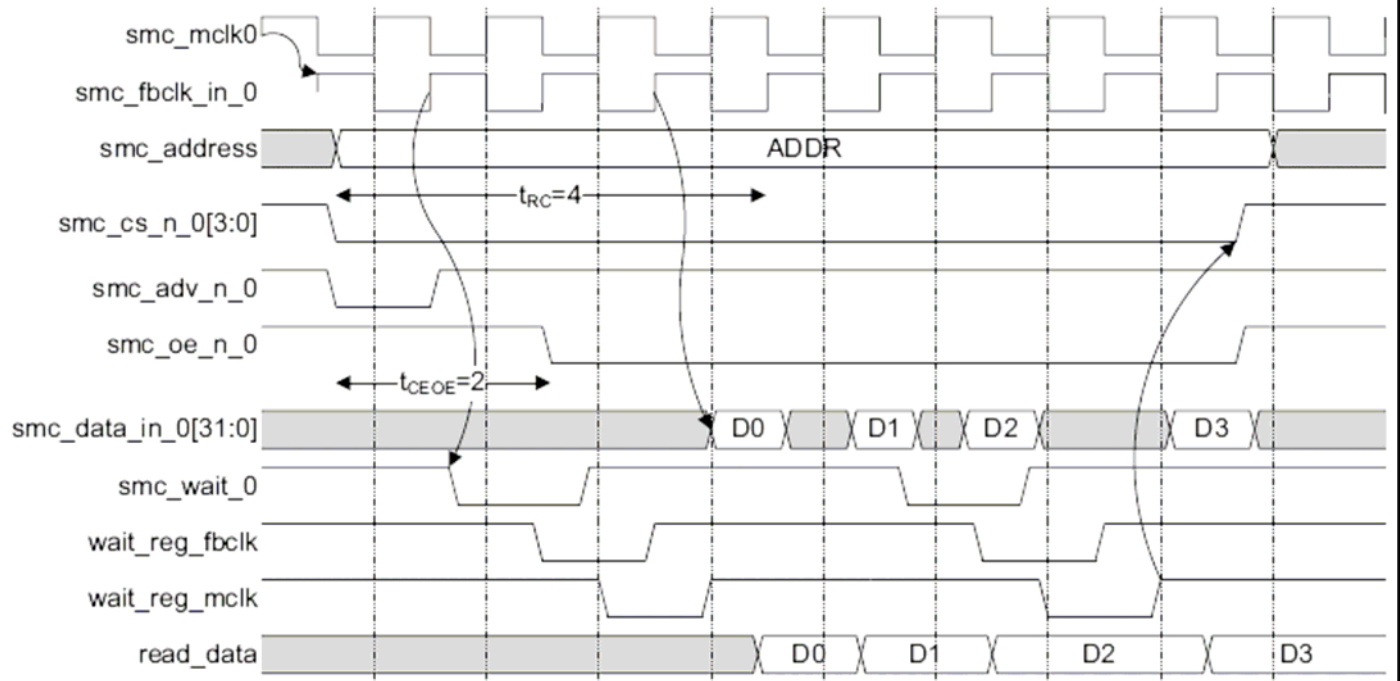 smc_mclk0
smc_fbclk_in_0
smc_address ADDR
tRC=4
smc_cs_n_0[3:0]
smc_adv_n_0
smc_oe_n_0
tCEOE=2
smc_data_in_0[31:0] D0 D1 D2 D3
smc_wait_0
wait_reg_fbclk
wait_reg_mclk
read_data D0 D1 D2 D3